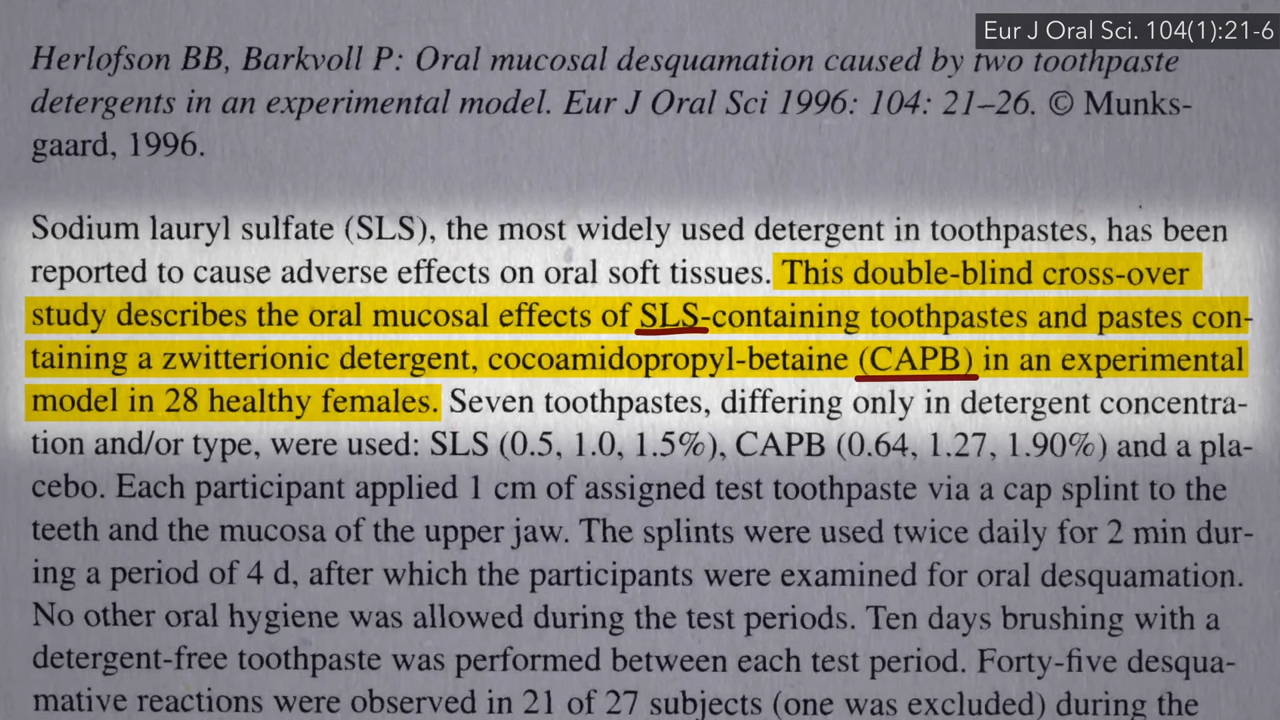 Eur J Oral Sci. 104(1):21-6
Herlofson BB, Barkvoll P: Oral mucosal desquamation caused by two toothpaste
detergents in an experimental model. Eur J Oral Sci 1996: 104: 21–26. © Munks-
gaard, 1996.
Sodium lauryl sulfate (SLS), the most widely used detergent in toothpastes, has been
reported to cause adverse effects on oral soft tissues. This double-blind cross-over
study describes the oral mucosal effects of SLS-containing toothpastes and pastes con-
taining a zwitterionic detergent, cocoamidopropyl-betaine (CAPB) in an experimental
model in 28 healthy females. Seven toothpastes, differing only in detergent concentra-
tion and/or type, were used: SLS (0.5, 1.0, 1.5%), CAPB (0.64, 1.27, 1.90%) and a pla-
cebo. Each participant applied 1 cm of assigned test toothpaste via a cap splint to the
teeth and the mucosa of the upper jaw. The splints were used twice daily for 2 min dur-
ing a period of 4 d, after which the participants were examined for oral desquamation.
No other oral hygiene was allowed during the test periods. Ten days brushing with a
detergent-free toothpaste was performed between each test period. Forty-five desqua-
mative reactions were observed in 21 of 27 subjects (one was excluded) during the